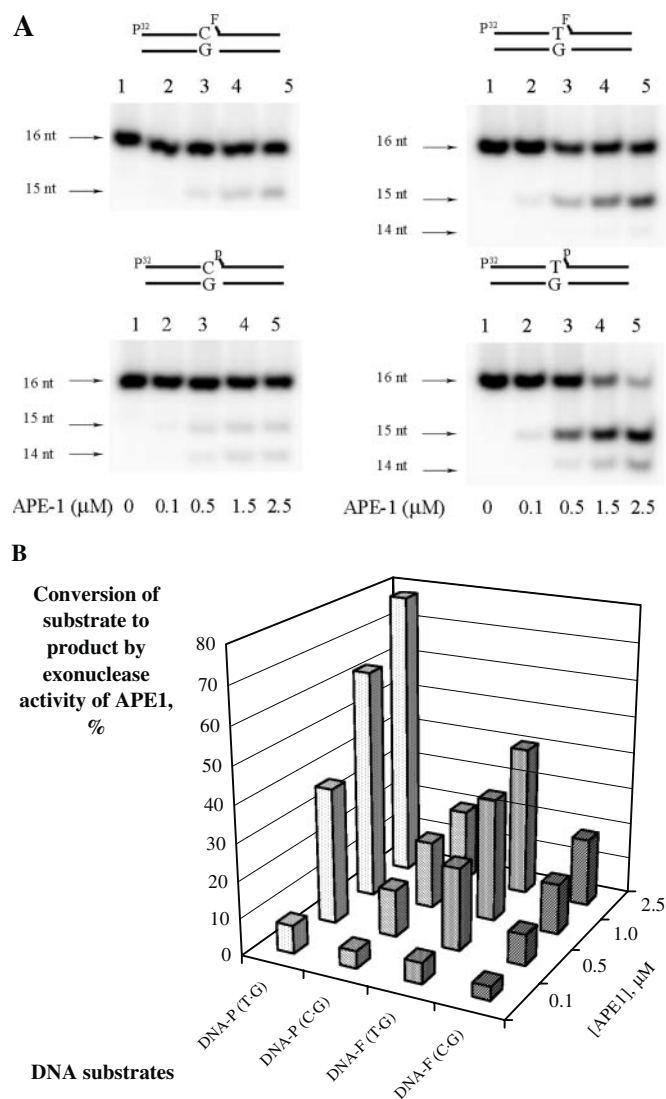 A
P32 F
C
G
1 2 3 4 5
16 nt
15 nt
P32 F
T
G
1 2 3 4 5
16 nt
15 nt
14 nt
P32 p
C
G
1 2 3 4 5
16 nt
15 nt
14 nt
APE-1 (μM) 0 0.1 0.5 1.5 2.5
P32 p
T
G
1 2 3 4 5
16 nt
15 nt
14 nt
APE-1 (μM) 0 0.1 0.5 1.5 2.5
B
Conversion of
substrate to
product by
exonuclease
activity of APE1,
%
80
70
60
50
40
30
20
10
0
DNA-P (T·G)
DNA-P (C·G)
DNA-F (T·G)
DNA-F (C·G)
0.1
0.5
1.0
2.5
[APE1], μM
DNA substrates